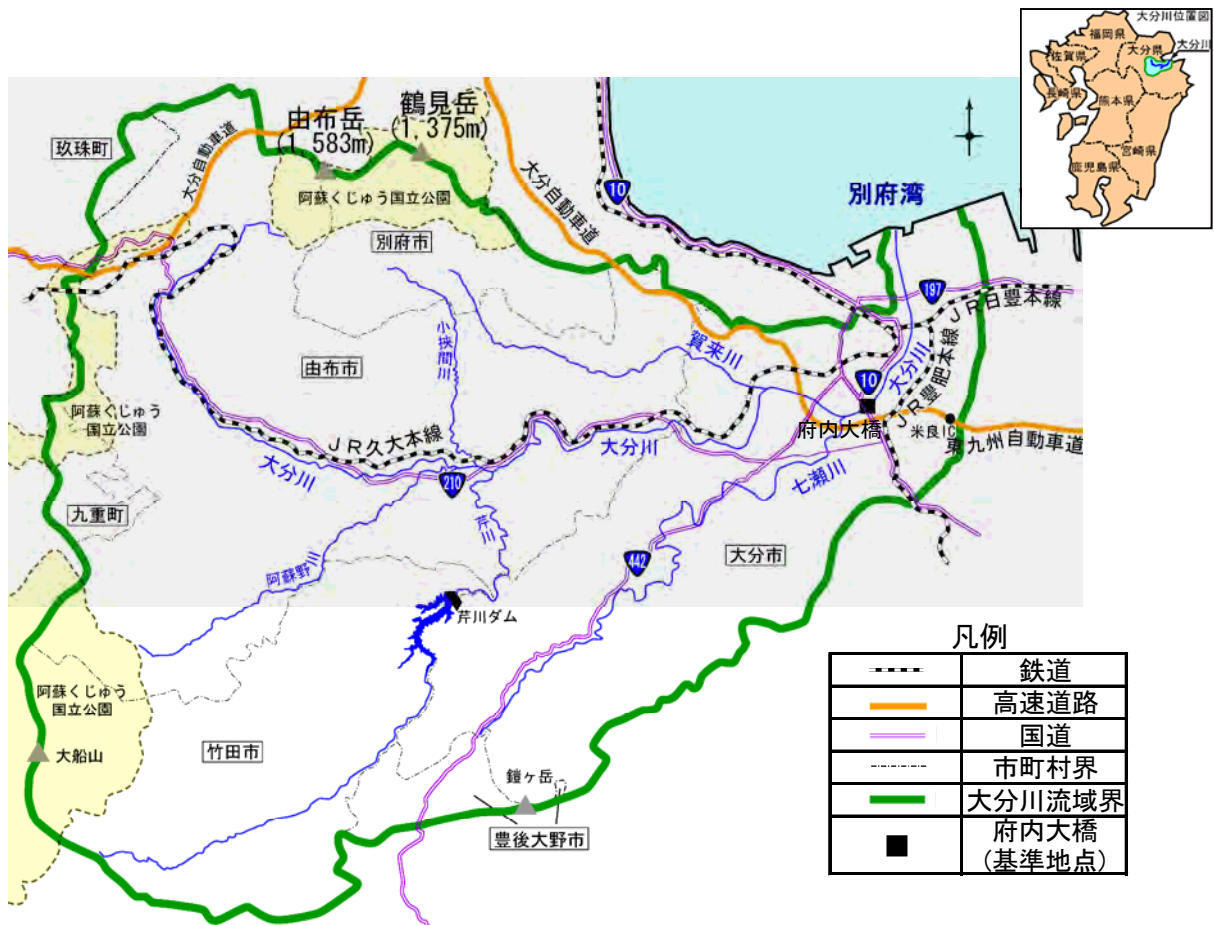 大分川位置図
福岡県
大分県
大分川
佐賀県
長崎県
熊本県
宮崎県
鹿児島県
鶴見岳
(1,375m)
由布岳
(1,583m)
玖珠町
大分自動車道
大分自動車道
阿蘇くじゅう国立公園
別府市
10
別府湾
197
JR日豊本線
小挾間川
賀来川
大分川
JR豊肥本線
由布市
10
阿蘇くじゅう
国立公園
府内大橋
米良IC
東九州自動車道
JR久大本線
大分川
大分川
210
七瀬川
九重町
芹川
阿蘇野川
442
大分市
芹川ダム
阿蘇くじゅう
国立公園
大船山
竹田市
鎧ヶ岳
豊後大野市
凡例
鉄道
高速道路
国道
市町村界
大分川流域界
府内大橋
(基準地点)